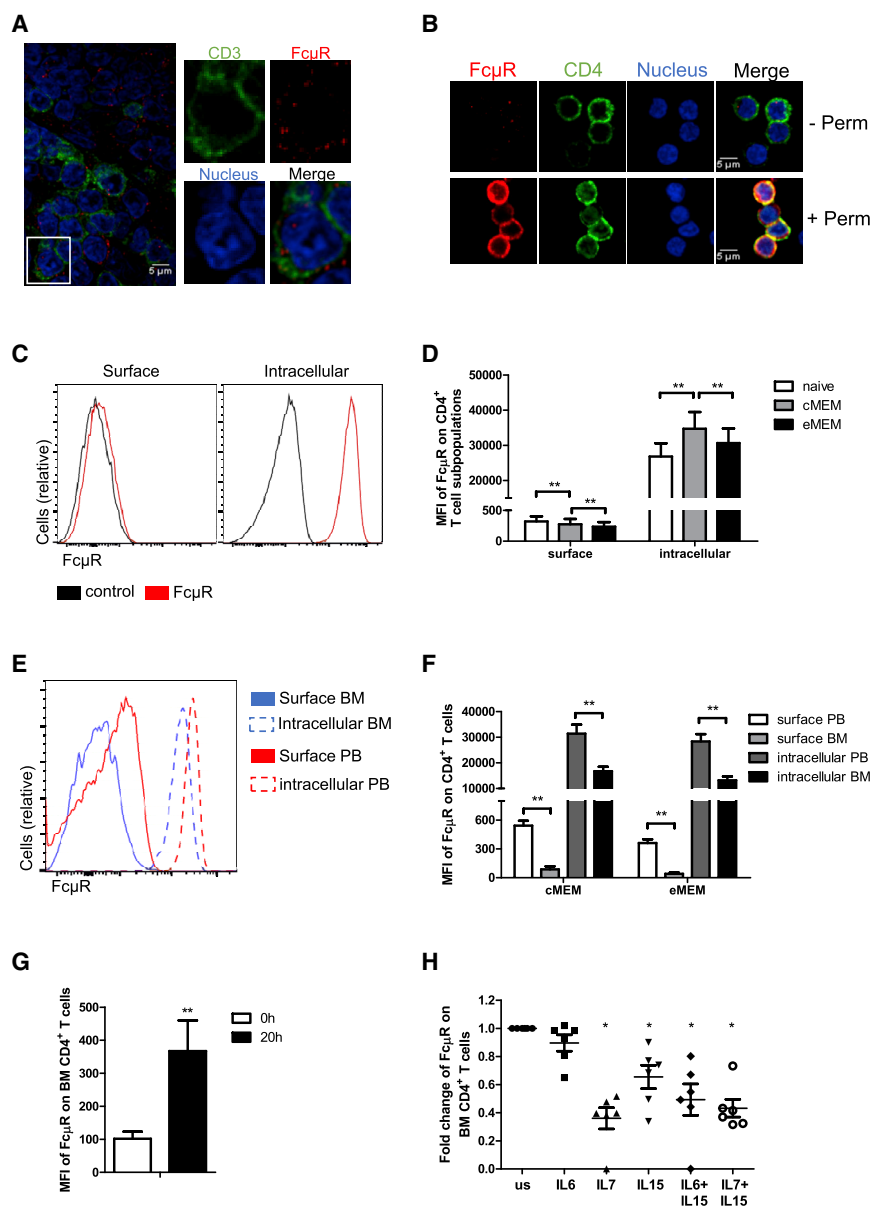 A
CD3
FcμR
Nucleus
Merge
5 μm
B
FcμR
CD4
Nucleus
Merge
- Perm
5 μm
+ Perm
5 μm
C
Surface
Intracellular
Cells (relative)
FcμR
control
FcμR
D
MFI of FcμR on CD4+
T cell subpopulations
50000
40000
30000
20000
500
0
surface
intracellular
**
**
**
**
naive
cMEM
eMEM
E
Cells (relative)
FcμR
Surface BM
Intracellular BM
Surface PB
intracellular PB
F
MFI of FcμR on CD4+ T cells
40000
30000
20000
10000
600
300
0
**
**
**
**
cMEM
eMEM
surface PB
surface BM
intracellular PB
intracellular BM
G
MFI of FcμR on BM CD4+ T cells
500
400
300
200
100
0
**
0h
20h
H
Fold change of FcμR on
BM CD4+ T cells
1.2
1.0
0.8
0.6
0.4
0.2
0.0
*
*
*
*
us
IL6
IL7
IL15
IL6+
IL15
IL7+
IL15